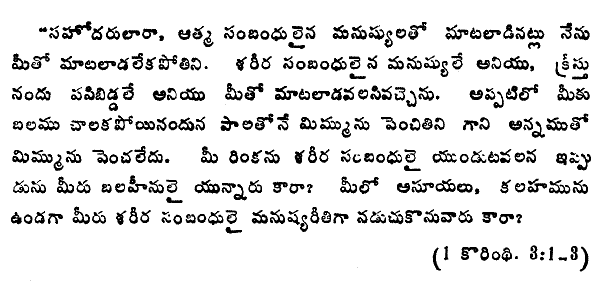 “సహోదరులారా, ఆత్మ సంబంధులైన మనుష్యులతో మాటలాడినట్లు నేను
మీతో మాటలాడలేకపోతిని. శరీర సంబంధులైన మనుష్యులే అనియు, క్రీస్తు
నందు పసిబిడ్డలే అనియు మీతో మాటలాడవలసివచ్చెను. అప్పటిలో మీకు
బలము చాలకపోయినందున పాలతోనే మిమ్మును పెంచితిని గాని అన్నముతో
మిమ్మును పెంచలేదు. మీ రింకను శరీర సంబంధులై యుండుటవలన ఇప్పు
డును మీరు బలహీనులై యున్నారు కారా? మీలో అసూయలు, కలహమును
ఉండగా మీరు శరీర సంబంధులై మనుష్యరీతిగా నడుచుకొనువారు కారా?
(1 కొరింథి. 3:1-3)